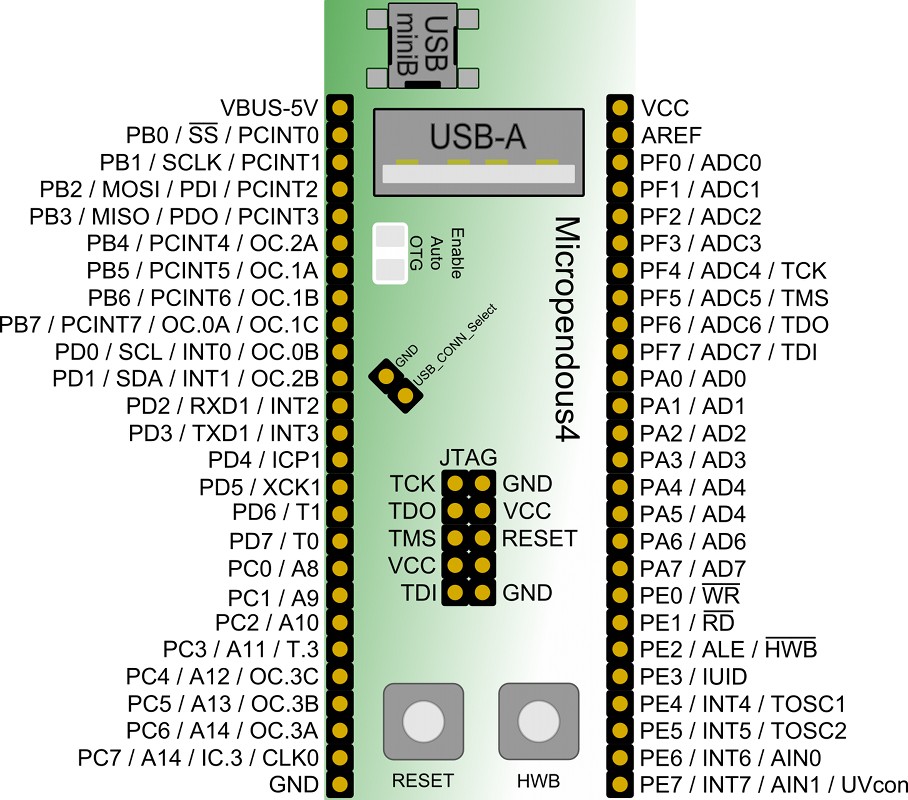 USB
miniB
USB-A
VBUS-5V
PB0 / SS / PCINT0
PB1 / SCLK / PCINT1
PB2 / MOSI / PDI / PCINT2
PB3 / MISO / PDO / PCINT3
PB4 / PCINT4 / OC.2A
PB5 / PCINT5 / OC.1A
PB6 / PCINT6 / OC.1B
PB7 / PCINT7 / OC.0A / OC.1C
PD0 / SCL / INT0 / OC.0B
PD1 / SDA / INT1 / OC.2B
PD2 / RXD1 / INT2
PD3 / TXD1 / INT3
PD4 / ICP1
PD5 / XCK1
PD6 / T1
PD7 / T0
PC0 / A8
PC1 / A9
PC2 / A10
PC3 / A11 / T.3
PC4 / A12 / OC.3C
PC5 / A13 / OC.3B
PC6 / A14 / OC.3A
PC7 / A14 / IC.3 / CLK0
GND
Enable
Auto
OTG
Micropendous4
GND
USB_CONN_Select
JTAG
TCK GND
TDO VCC
TMS RESET
VCC
TDI GND
RESET
HWB
VCC
AREF
PF0 / ADC0
PF1 / ADC1
PF2 / ADC2
PF3 / ADC3
PF4 / ADC4 / TCK
PF5 / ADC5 / TMS
PF6 / ADC6 / TDO
PF7 / ADC7 / TDI
PA0 / AD0
PA1 / AD1
PA2 / AD2
PA3 / AD3
PA4 / AD4
PA5 / AD4
PA6 / AD6
PA7 / AD7
PE0 / WR
PE1 / RD
PE2 / ALE / HWB
PE3 / IUID
PE4 / INT4 / TOSC1
PE5 / INT5 / TOSC2
PE6 / INT6 / AIN0
PE7 / INT7 / AIN1 / UVcon